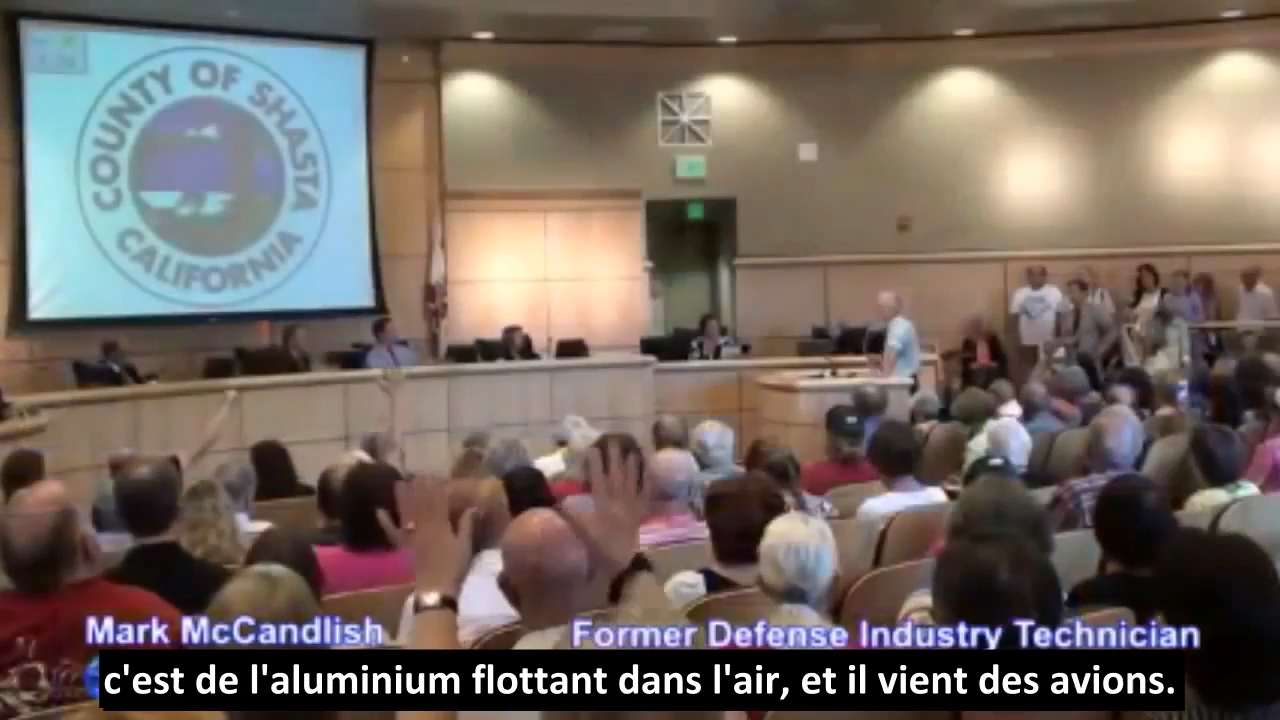 COUNTY OF SHASTA
CALIFORNIA
Mark McCandlish
Former Defense Industry Technician
c'est de l'aluminium flottant dans l'air, et il vient des avions.